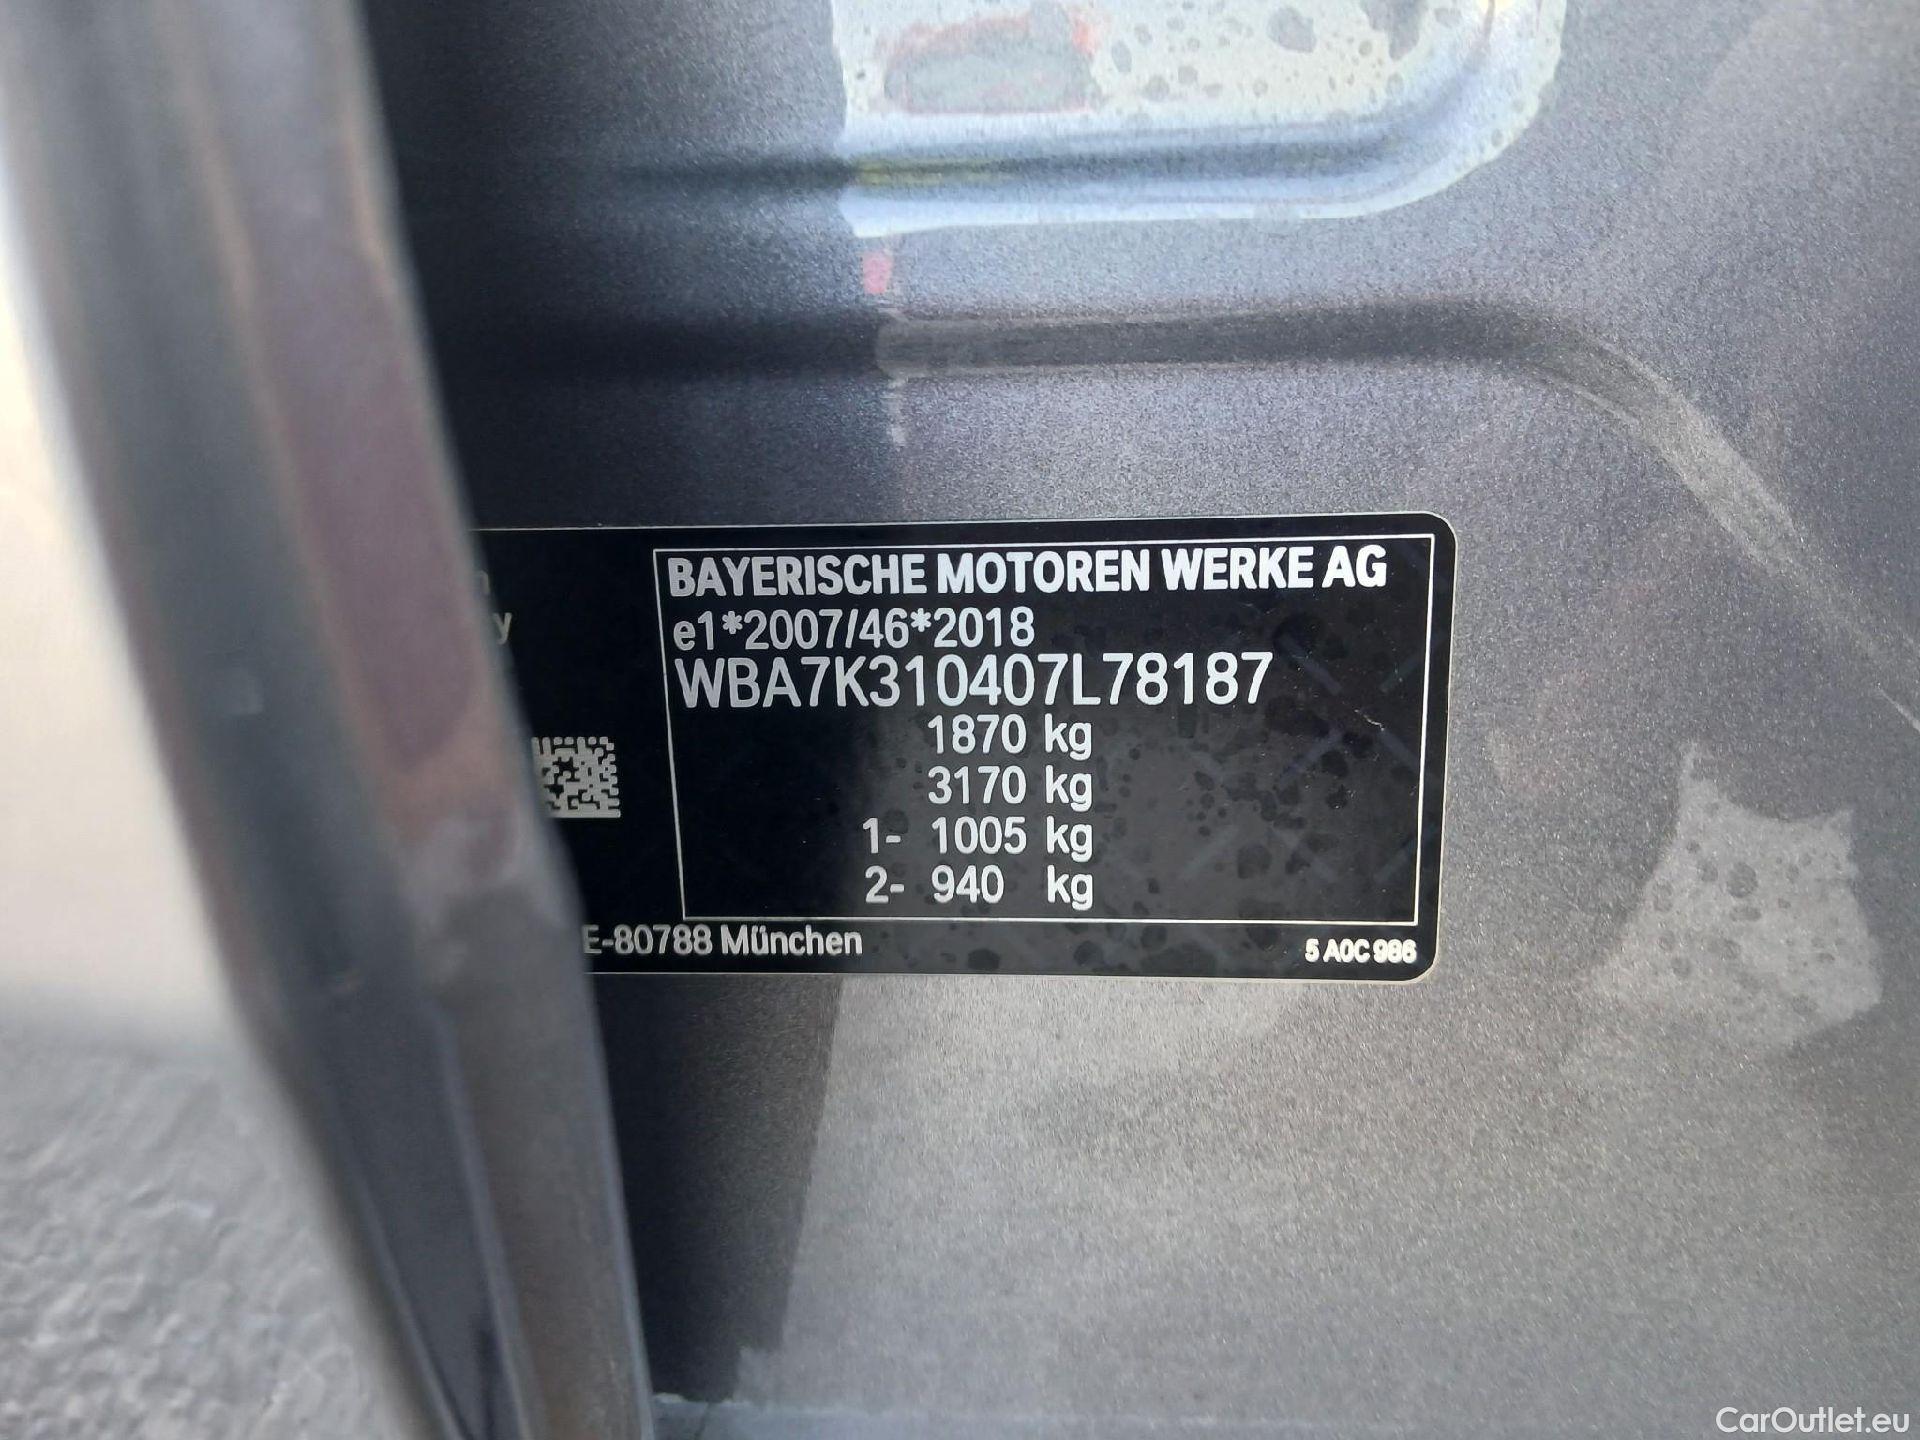 BAYERISCHE MOTOREN WERKE AG
e1*2007/46*2018
WBA7K310407L78187
1870 kg
3170 kg
1- 1005 kg
2- 940 kg
E-80788 München
5 A0C 986
CarOutlet.eu